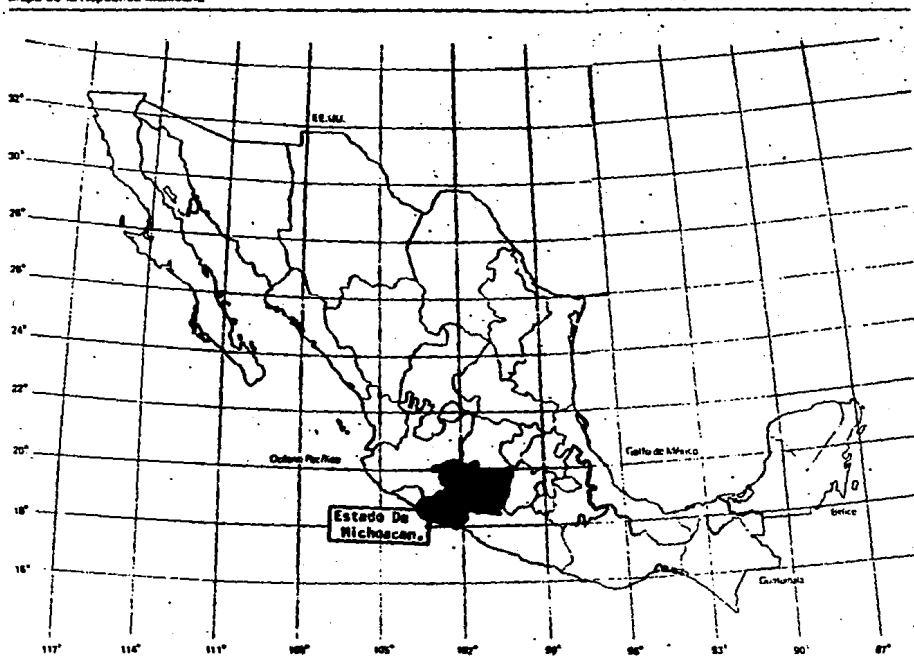 EE.UU.
32°
30°
28°
26°
24°
22°
20°
Océano Pacífico
Golfo de México
18°
Estado De
Michoacan.
Belice
16°
Guatemala
117° 114° 111° 108° 105° 102° 99° 96° 93° 90° 87°